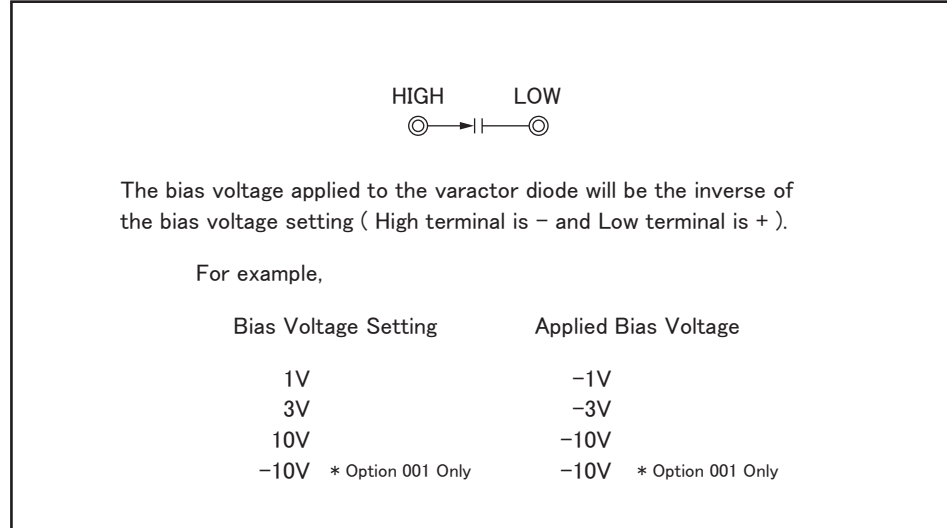 HIGH LOW
The bias voltage applied to the varactor diode will be the inverse of
the bias voltage setting ( High terminal is − and Low terminal is + ).
For example,
Bias Voltage Setting Applied Bias Voltage
1V −1V
3V −3V
10V −10V
−10V * Option 001 Only −10V * Option 001 Only